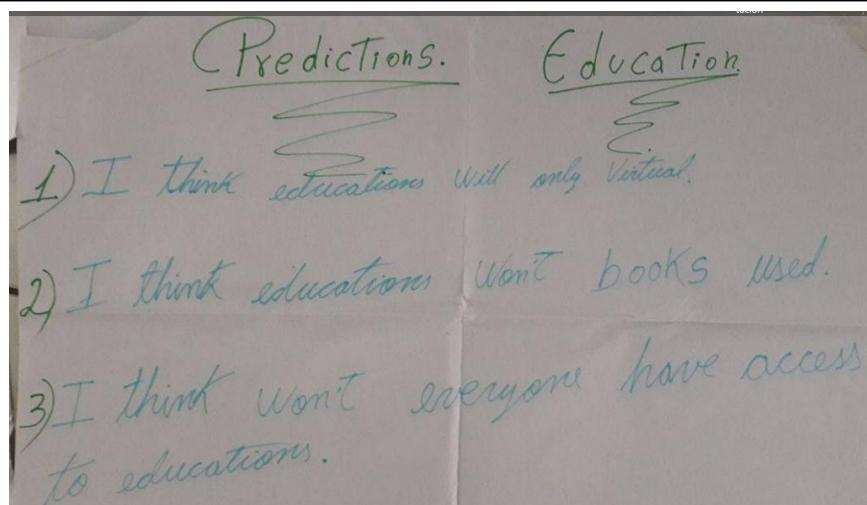 Predictions. Education.
1) I think educations will only Virtual.
2) I think educations won't books used.
3) I think won't everyone have access
to educations.